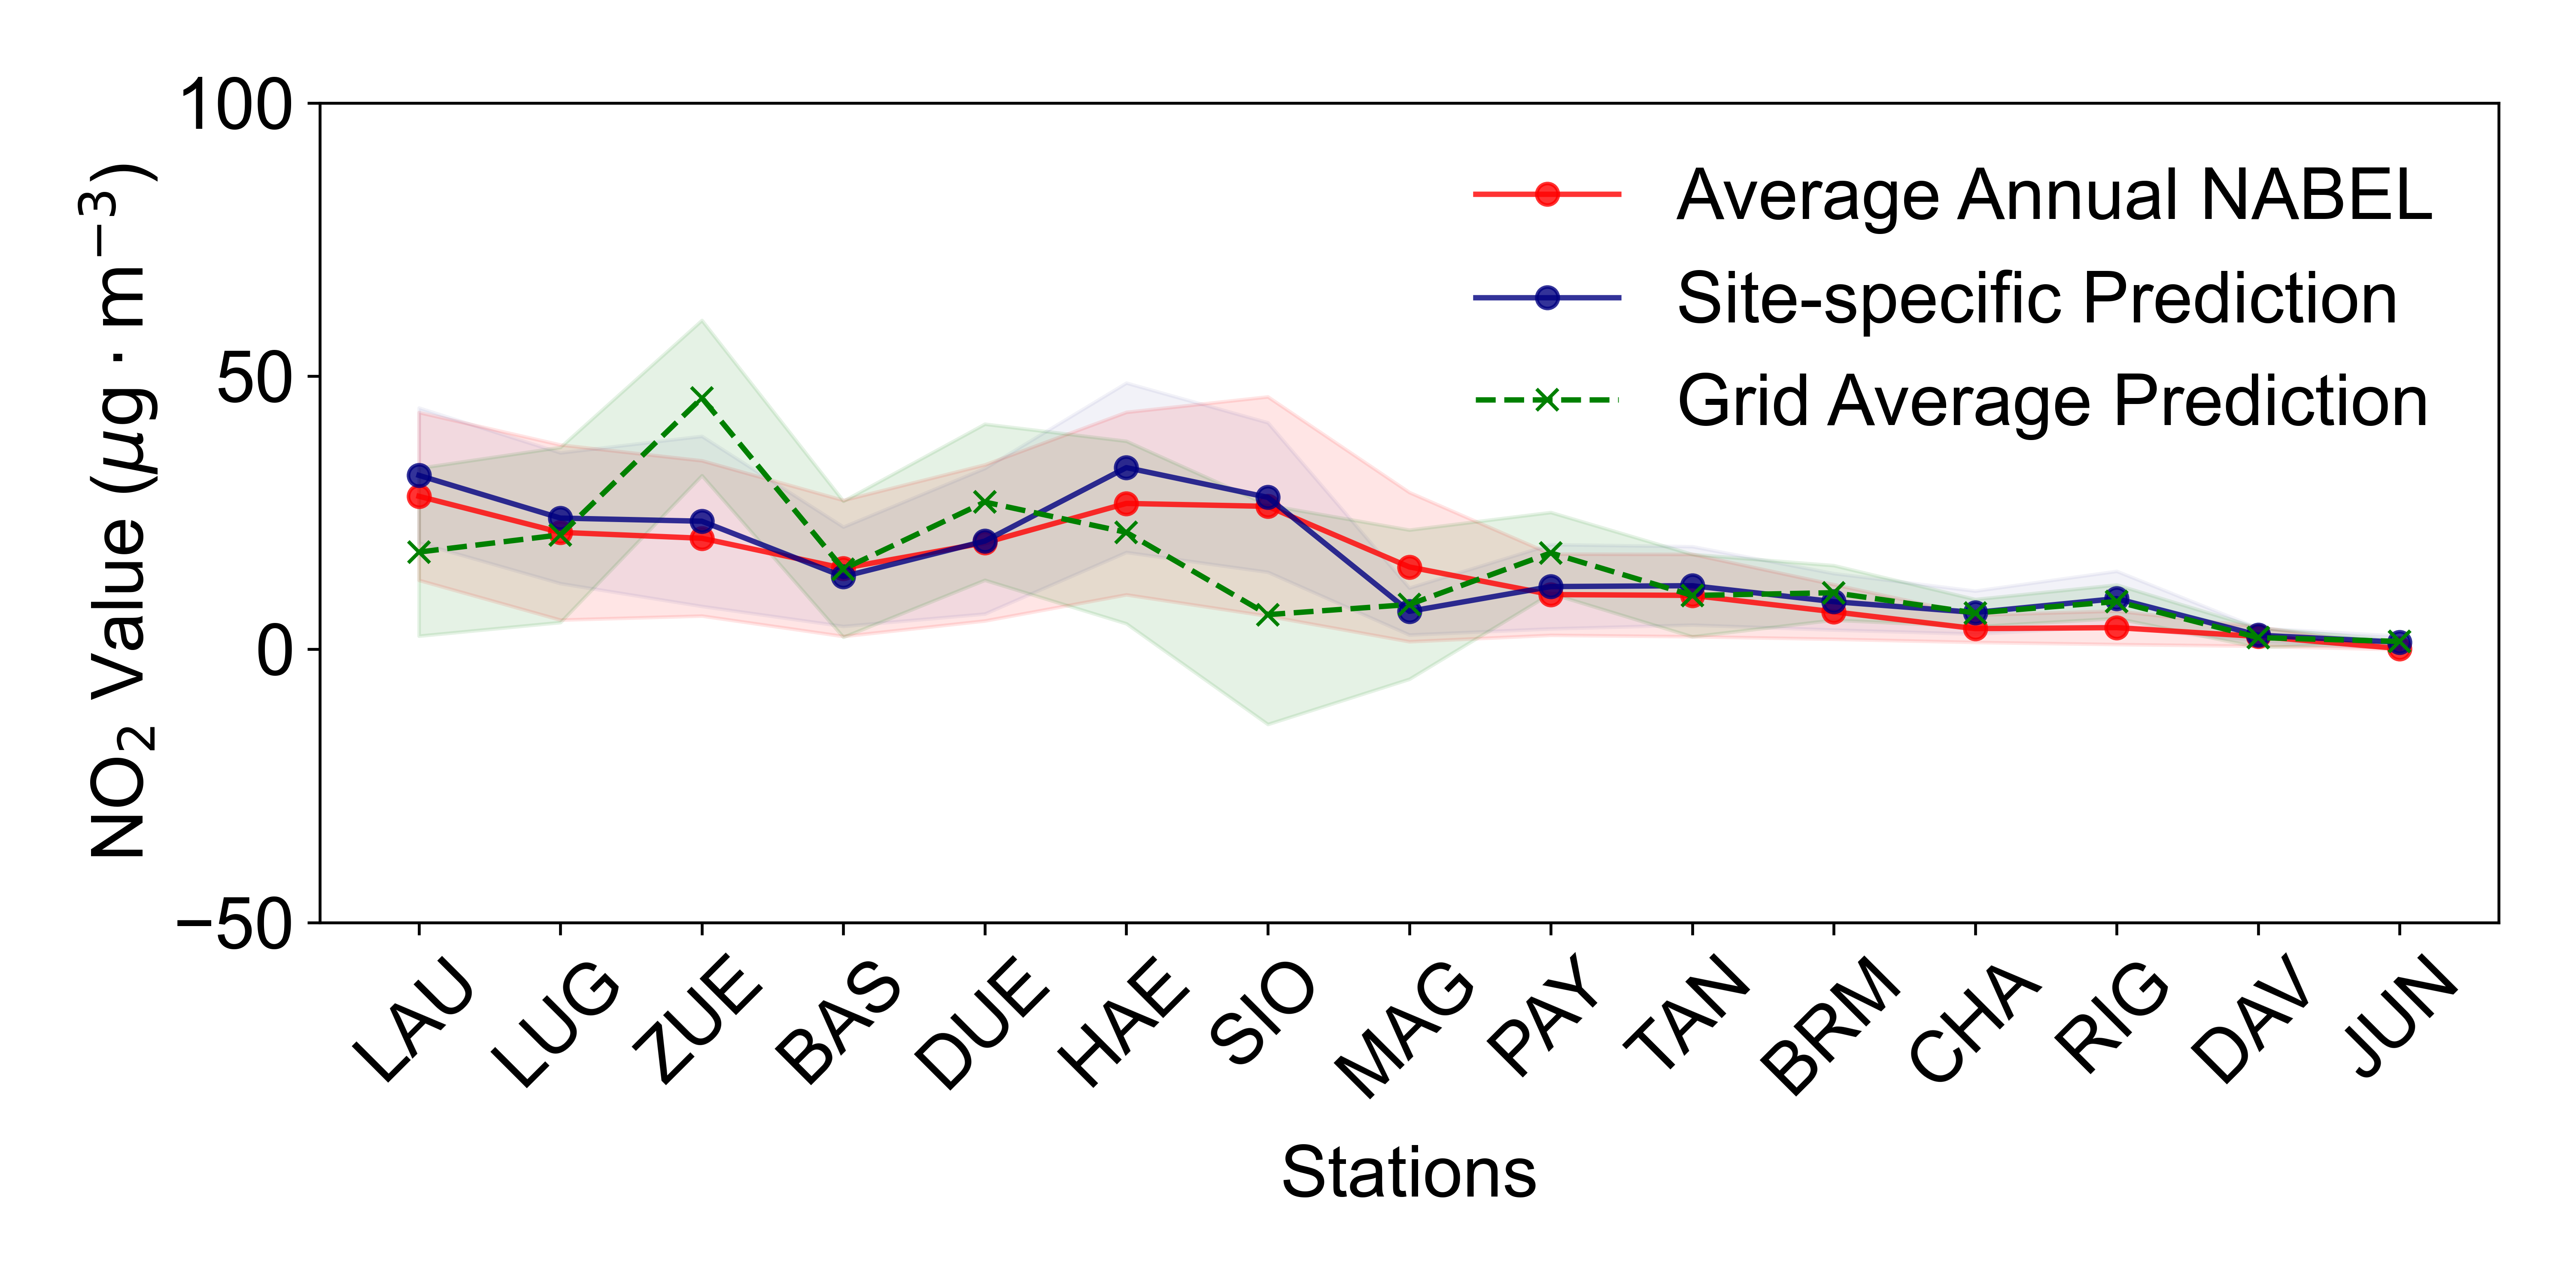 100
50
0
−50
NO₂ Value (μg · m⁻³)
Average Annual NABEL
Site-specific Prediction
Grid Average Prediction
LAU
LUG
ZUE
BAS
DUE
HAE
SIO
MAG
PAY
TAN
BRM
CHA
RIG
DAV
JUN
Stations